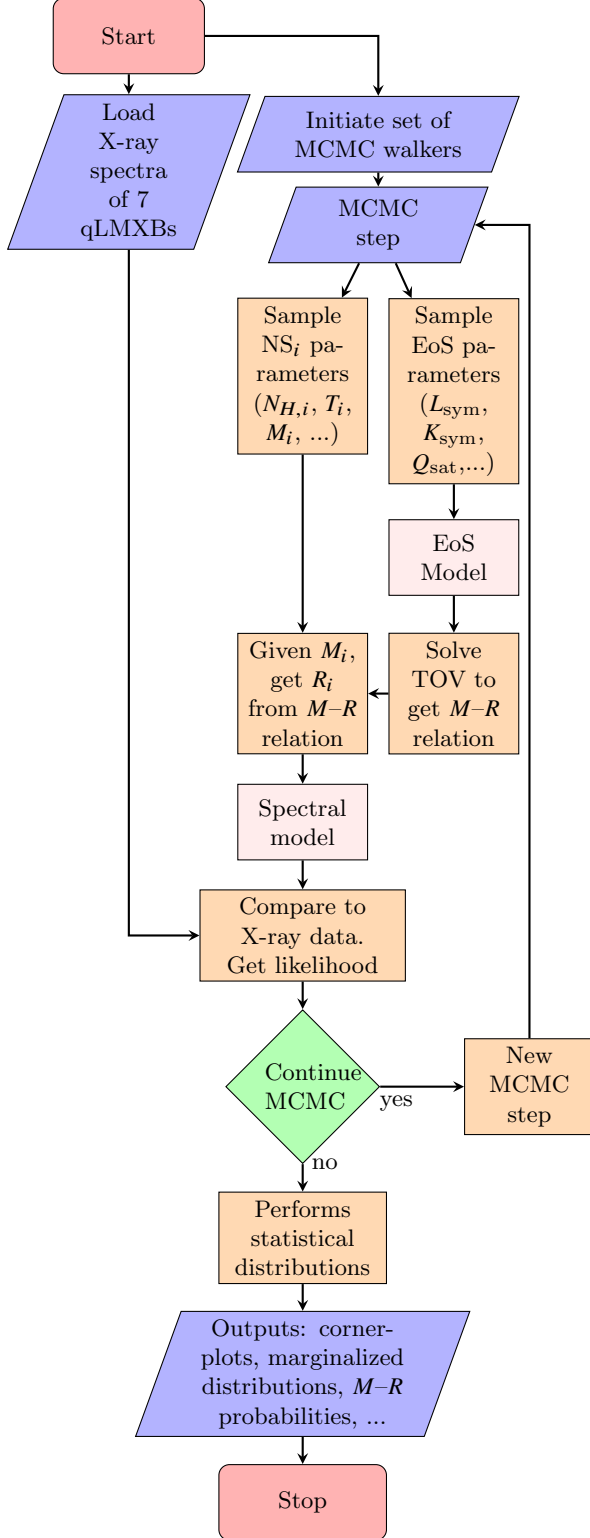 Start
Load
X-ray
spectra
of 7
qLMXBs
Initiate set of
MCMC walkers
MCMC
step
Sample
NS_i pa-
rameters
(N_{H,i}, T_i,
M_i, ...)
Sample
EoS pa-
rameters
(L_sym,
K_sym,
Q_sat,...)
EoS
Model
Given M_i,
get R_i
from M–R
relation
Solve
TOV to
get M–R
relation
Spectral
model
Compare to
X-ray data.
Get likelihood
Continue
MCMC
yes
New
MCMC
step
no
Performs
statistical
distributions
Outputs: corner-
plots, marginalized
distributions, M–R
probabilities, ...
Stop